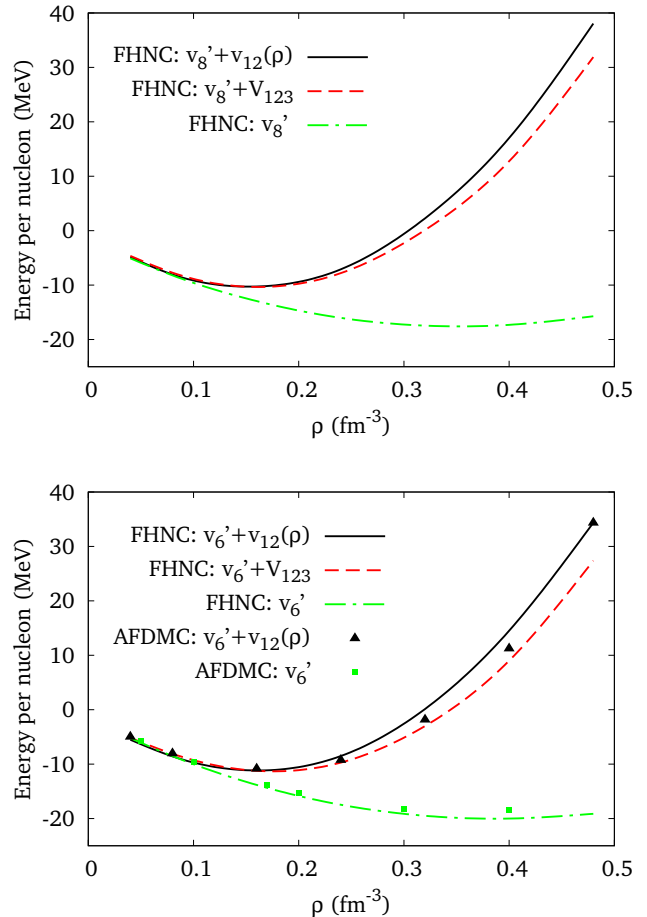 Energy per nucleon (MeV)
40
30
20
10
0
-10
-20
FHNC: v₈'+v₁₂(ρ)
FHNC: v₈'+V₁₂₃
FHNC: v₈'
0 0.1 0.2 0.3 0.4 0.5
ρ (fm⁻³)
Energy per nucleon (MeV)
40
30
20
10
0
-10
-20
FHNC: v₆'+v₁₂(ρ)
FHNC: v₆'+V₁₂₃
FHNC: v₆'
AFDMC: v₆'+v₁₂(ρ)
AFDMC: v₆'
0 0.1 0.2 0.3 0.4 0.5
ρ (fm⁻³)